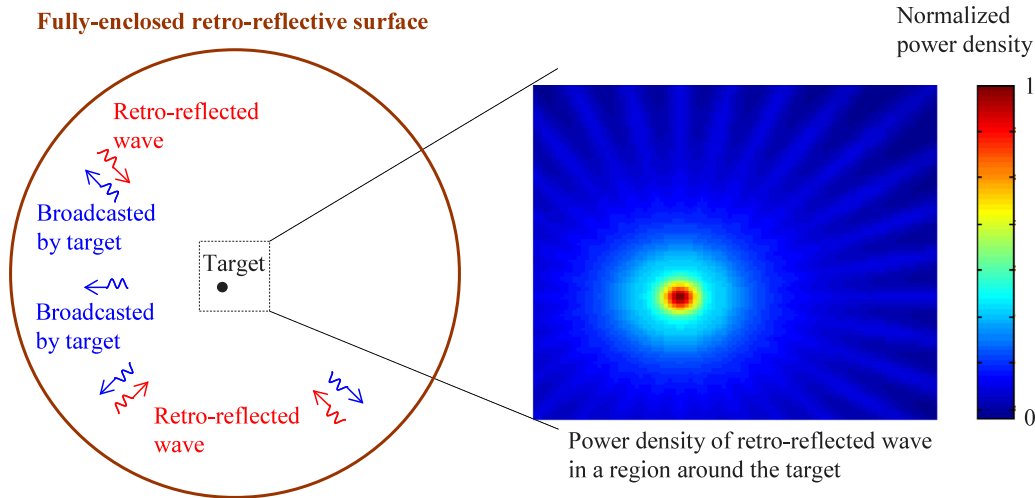 Fully-enclosed retro-reflective surface
Retro-reflected
wave
Broadcasted
by target
Target
Broadcasted
by target
Retro-reflected
wave
Normalized
power density
1
0
Power density of retro-reflected wave
in a region around the target